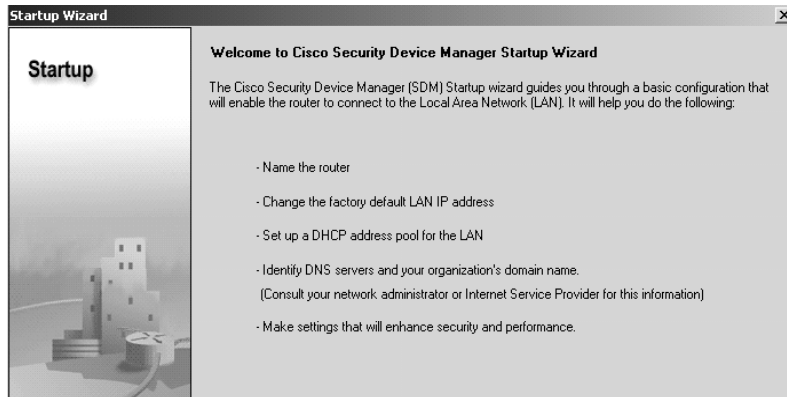 Startup Wizard
Startup
Welcome to Cisco Security Device Manager Startup Wizard
The Cisco Security Device Manager (SDM) Startup wizard guides you through a basic configuration that
will enable the router to connect to the Local Area Network (LAN). It will help you do the following:
- Name the router
- Change the factory default LAN IP address
- Set up a DHCP address pool for the LAN
- Identify DNS servers and your organization's domain name.
(Consult your network administrator or Internet Service Provider for this information)
- Make settings that will enhance security and performance.